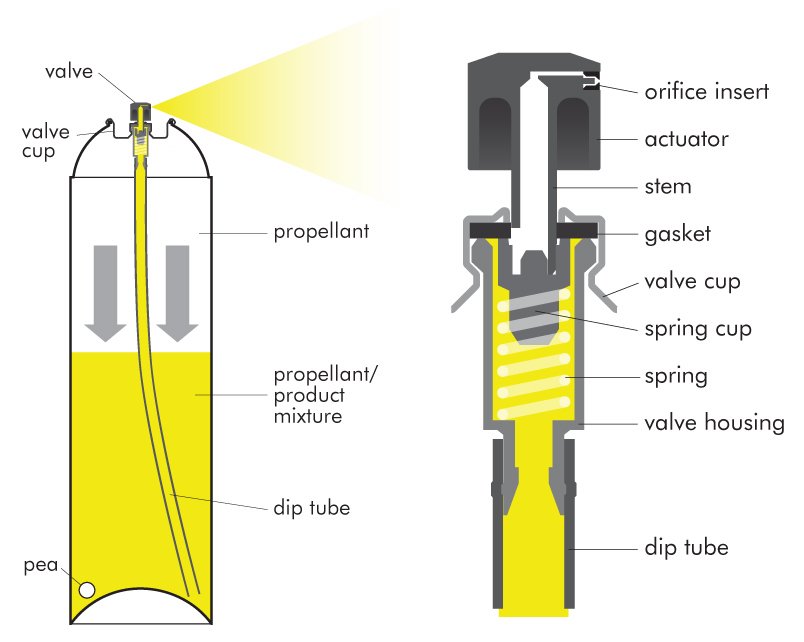 valve
valve
cup
propellant
propellant/
product
mixture
dip tube
pea
orifice insert
actuator
stem
gasket
valve cup
spring cup
spring
valve housing
dip tube